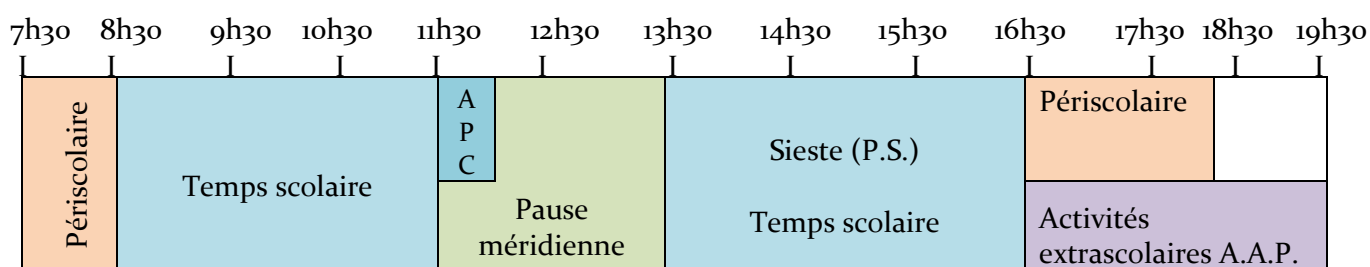 7h30 8h30 9h30 10h30 11h30 12h30 13h30 14h30 15h30 16h30 17h30 18h30 19h30
I I I I I I I I I I I I I
Périscolaire
Temps scolaire
A
P
C
Pause
méridienne
Sieste (P.S.)
Temps scolaire
Périscolaire
Activités
extrascolaires A.A.P.